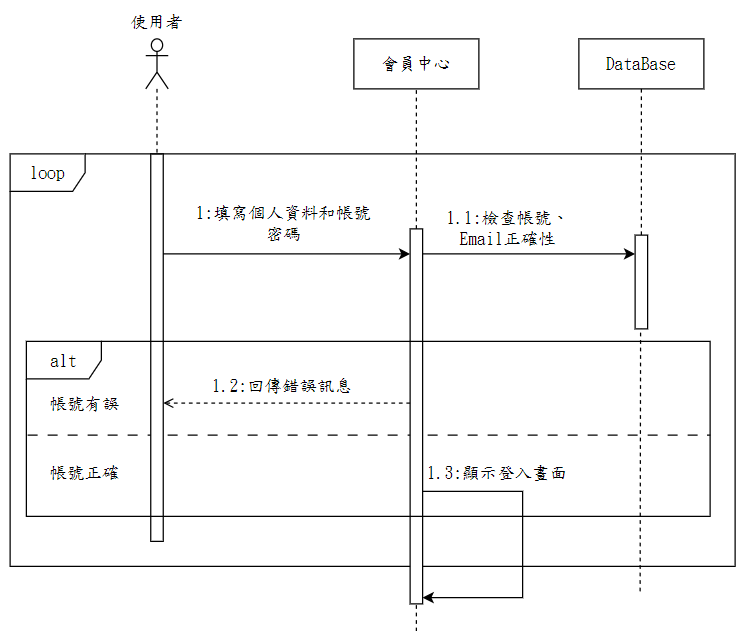 使用者
會員中心
DataBase
loop
1:填寫個人資料和帳號
密碼
1.1:檢查帳號、
Email正確性
alt
1.2:回傳錯誤訊息
帳號有誤
帳號正確
1.3:顯示登入畫面